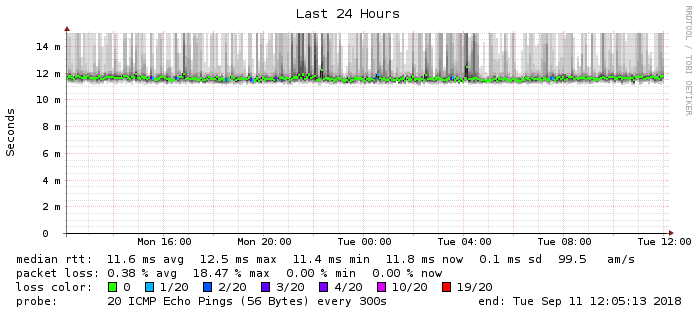 Last 24 Hours
RRDTOOL / TOBI OETIKER
Seconds
14 m
12 m
10 m
8 m
6 m
4 m
2 m
0
Mon 16:00 Mon 20:00 Tue 00:00 Tue 04:00 Tue 08:00 Tue 12:00
median rtt: 11.6 ms avg 12.5 ms max 11.4 ms min 11.8 ms now 0.1 ms sd 99.5 am/s
packet loss: 0.38 % avg 18.47 % max 0.00 % min 0.00 % now
loss color: 0 1/20 2/20 3/20 4/20 10/20 19/20
probe: 20 ICMP Echo Pings (56 Bytes) every 300s end: Tue Sep 11 12:05:13 2018